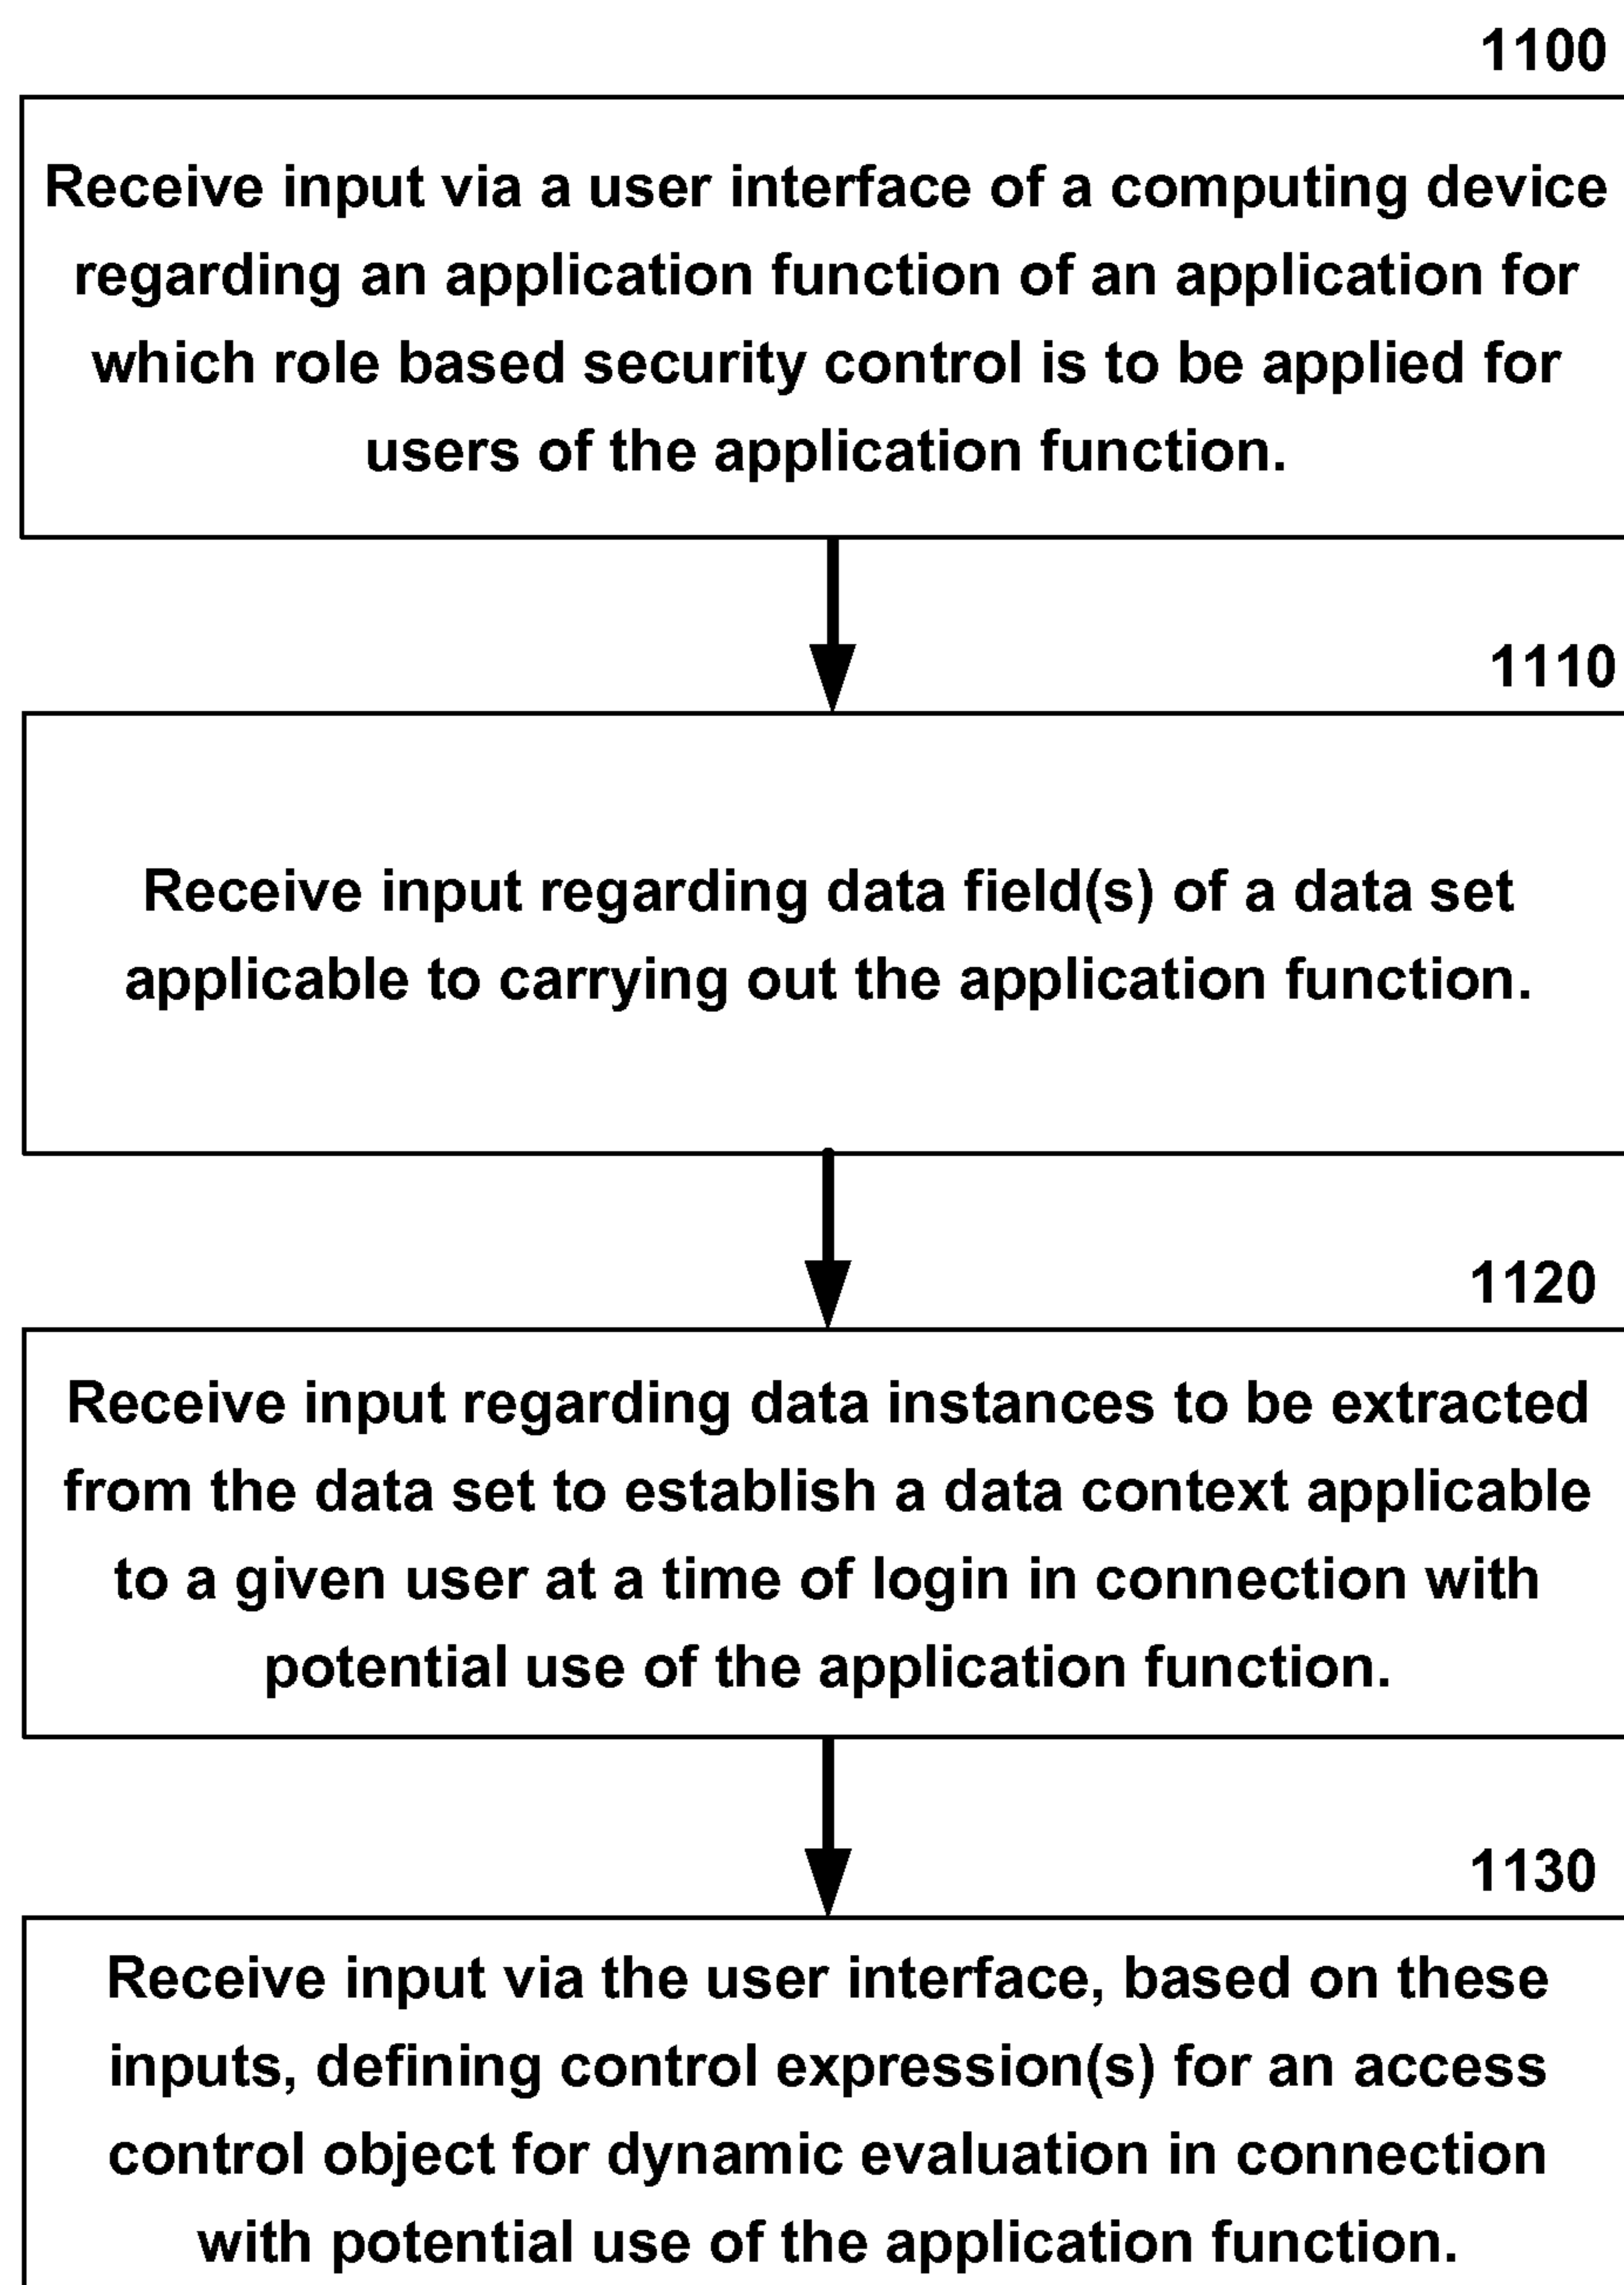 1100
Receive input via a user interface of a computing device
regarding an application function of an application for
which role based security control is to be applied for
users of the application function.
1110
Receive input regarding data field(s) of a data set
applicable to carrying out the application function.
1120
Receive input regarding data instances to be extracted
from the data set to establish a data context applicable
to a given user at a time of login in connection with
potential use of the application function.
1130
Receive input via the user interface, based on these
inputs, defining control expression(s) for an access
control object for dynamic evaluation in connection
with potential use of the application function.